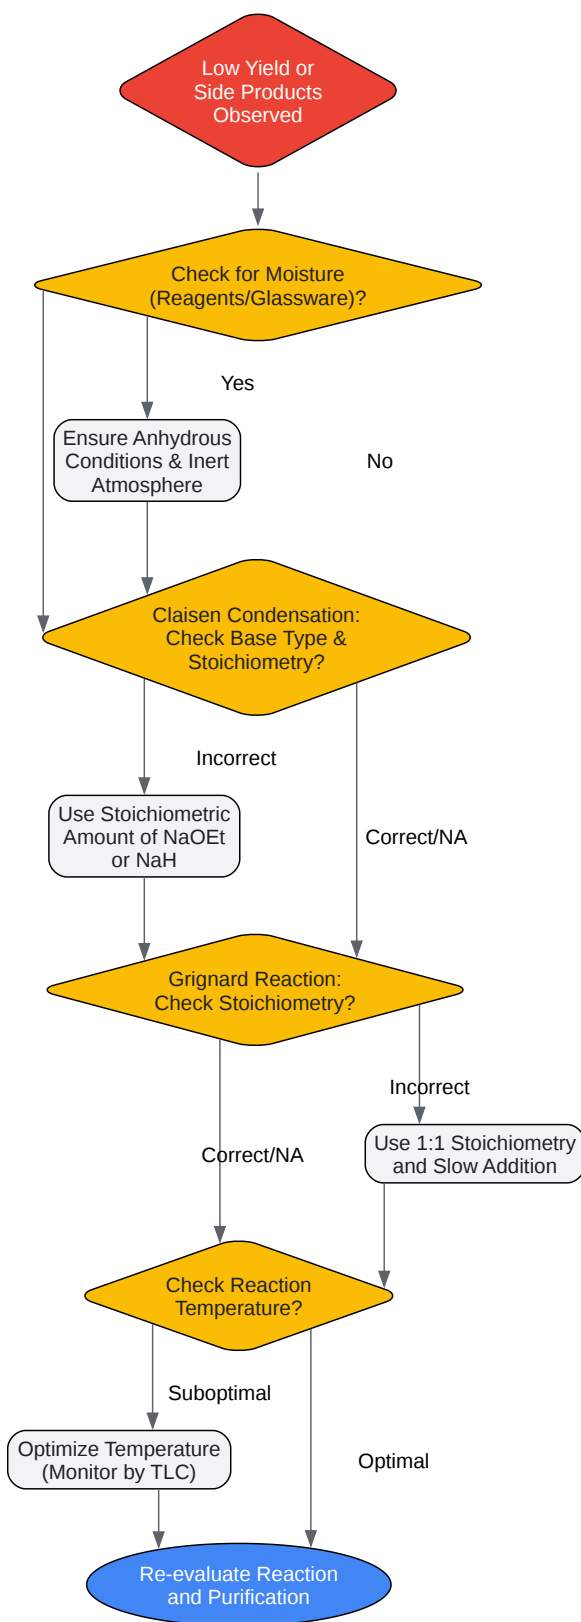 Low Yield or
Side Products
Observed
Check for Moisture
(Reagents/Glassware)?
Yes
Ensure Anhydrous
Conditions & Inert
Atmosphere
No
Claisen Condensation:
Check Base Type &
Stoichiometry?
Incorrect
Use Stoichiometric
Amount of NaOEt
or NaH
Correct/NA
Grignard Reaction:
Check Stoichiometry?
Incorrect
Use 1:1 Stoichiometry
and Slow Addition
Correct/NA
Check Reaction
Temperature?
Suboptimal
Optimize Temperature
(Monitor by TLC)
Optimal
Re-evaluate Reaction
and Purification